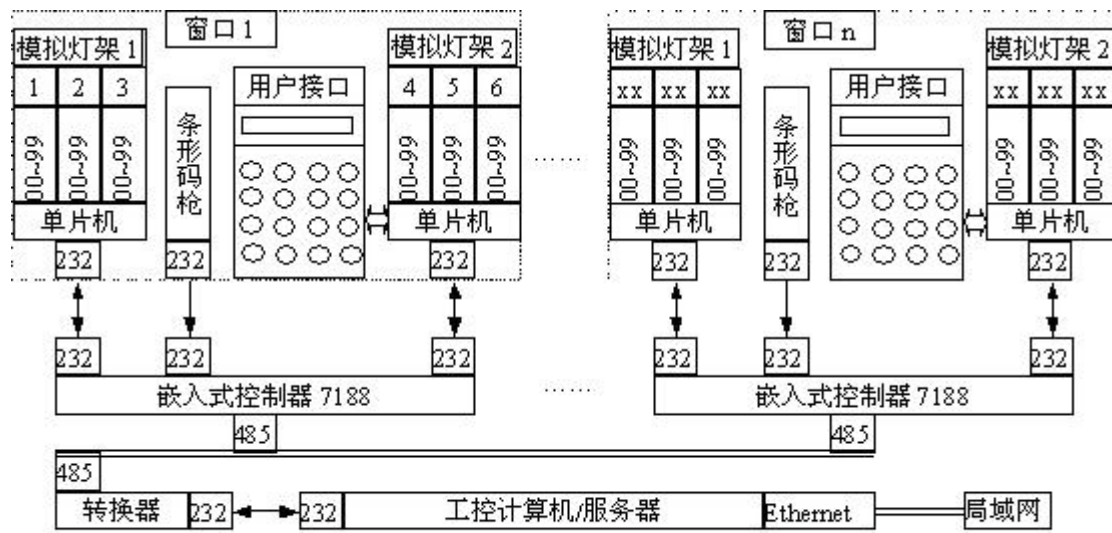 窗口 1
窗口 n
模拟灯架 1
模拟灯架 2
模拟灯架 1
模拟灯架 2
1 2 3
用户接口
4 5 6
xx xx xx
用户接口
xx xx xx
00~99 00~99 00~99
条形码枪
00~99 00~99 00~99
……
00~99 00~99 00~99
条形码枪
00~99 00~99 00~99
单片机
单片机
单片机
单片机
232 232 232 232 232 232
232 232 232 232 232 232
……
嵌入式控制器 7188
嵌入式控制器 7188
485 485
485
转换器 232 232 工控计算机/服务器 Ethernet 局域网